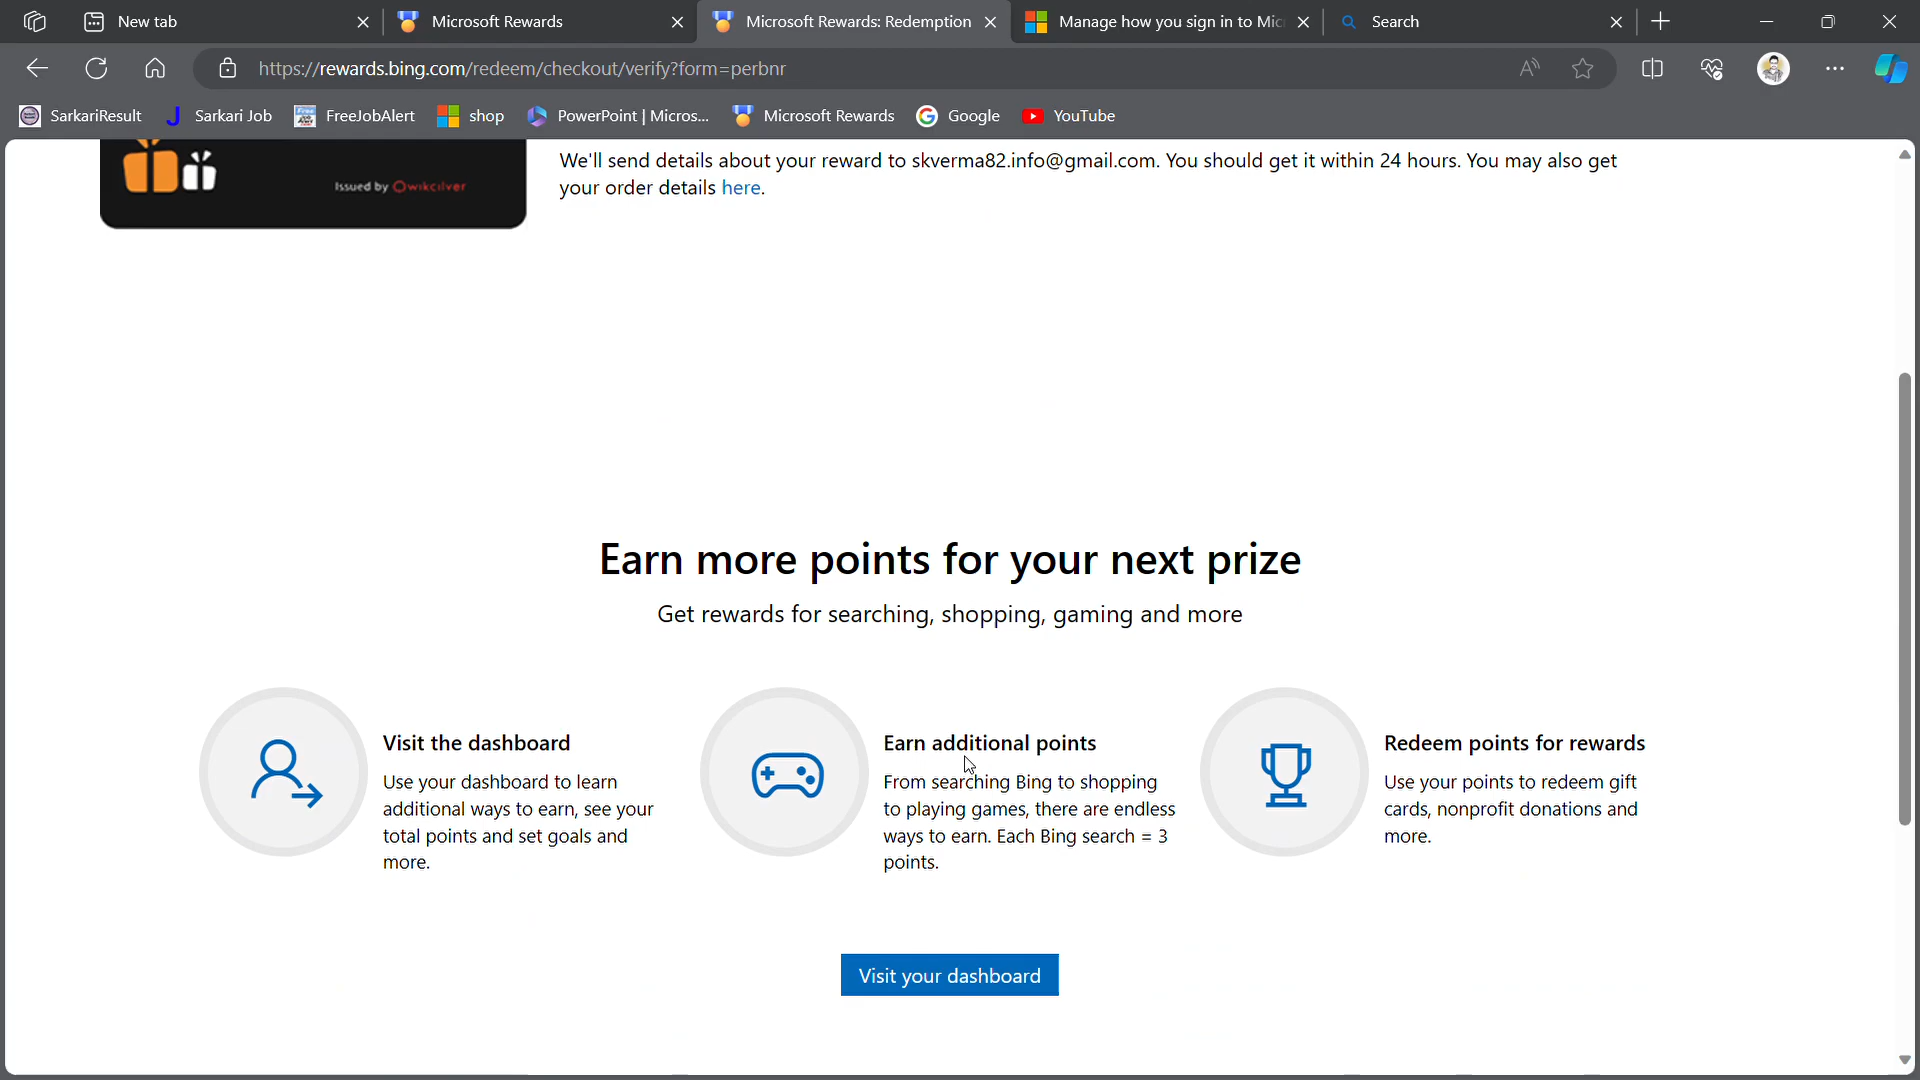 New tab
Microsoft Rewards
Microsoft Rewards: Redemption
Manage how you sign in to Mic
Search
https://rewards.bing.com/redeem/checkout/verify?form=perbnr
SarkariResult
Sarkari Job
FreeJobAlert
shop
PowerPoint | Micros...
Microsoft Rewards
Google
YouTube
Issued by Qwikcilver
We'll send details about your reward to skverma82.info@gmail.com. You should get it within 24 hours. You may also get
your order details here.
Earn more points for your next prize
Get rewards for searching, shopping, gaming and more
Visit the dashboard
Use your dashboard to learn
additional ways to earn, see your
total points and set goals and
more.
Earn additional points
From searching Bing to shopping
to playing games, there are endless
ways to earn. Each Bing search = 3
points.
Redeem points for rewards
Use your points to redeem gift
cards, nonprofit donations and
more.
Visit your dashboard